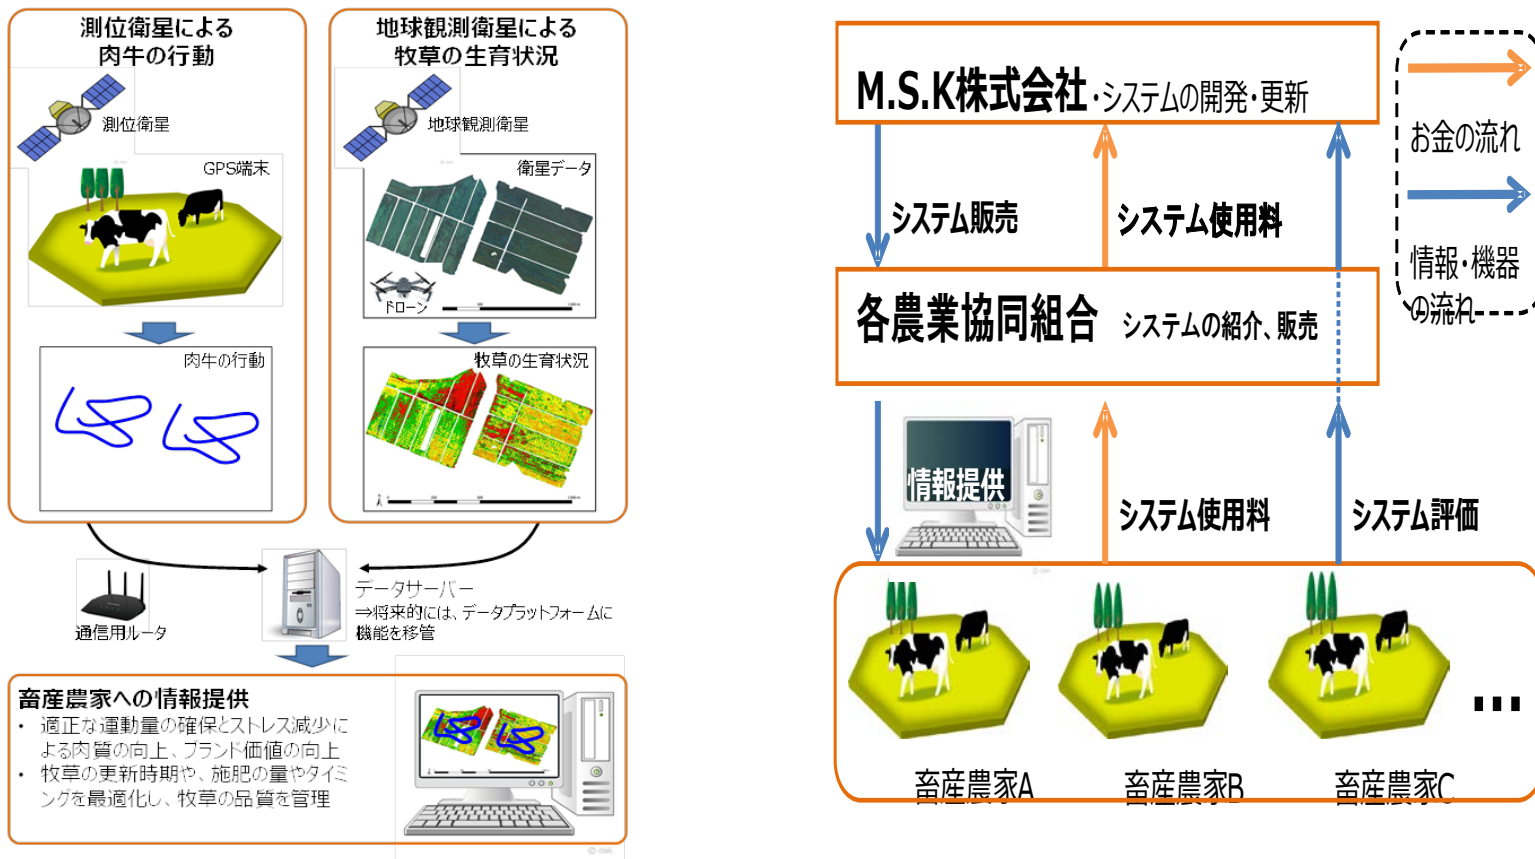 測位衛星による
肉牛の行動
測位衛星
GPS端末
肉牛の行動
地球観測衛星による
牧草の生育状況
地球観測衛星
衛星データ
ドローン
牧草の生育状況
通信用ルータ
データサーバー
⇒将来的には、データプラットフォームに
機能を移管
畜産農家への情報提供
• 適正な運動量の確保とストレス減少に
よる肉質の向上、ブランド価値の向上
• 牧草の更新時期や、施肥の量やタイミ
ングを最適化し、牧草の品質を管理
© dak
M.S.K株式会社・システムの開発・更新
システム販売
システム使用料
各農業協同組合 システムの紹介、販売
情報提供
システム使用料
システム評価
畜産農家A
畜産農家B
畜産農家C
…
お金の流れ
情報・機器
の流れ